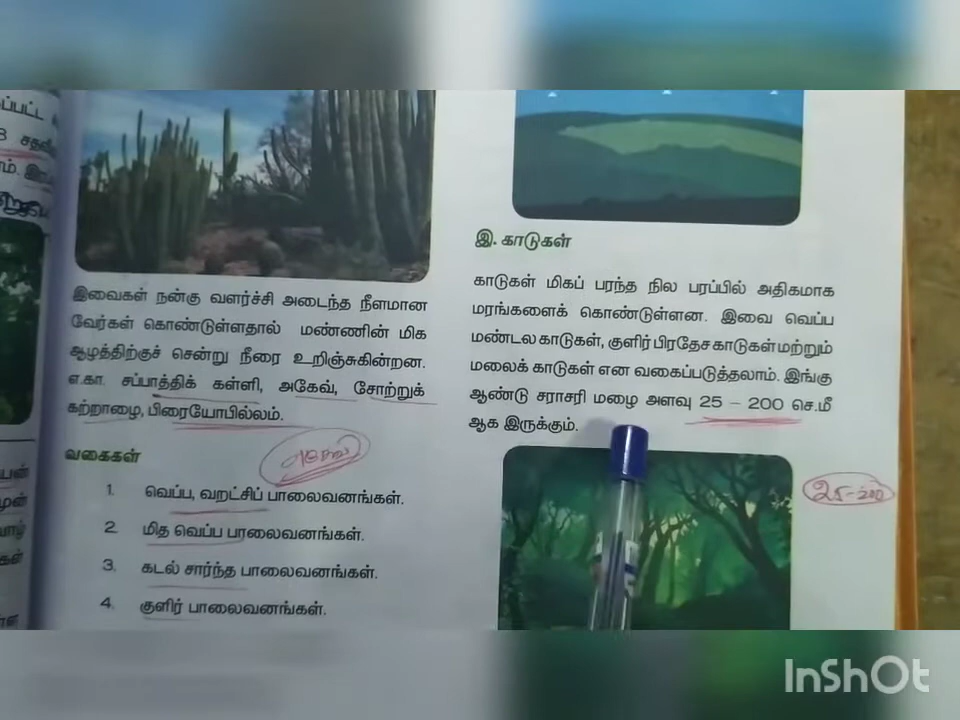 ப்பட்ட
8 சதவீ
ம்.
இவைகள் நன்கு வளர்ச்சி அடைந்த நீளமான
வேர்கள் கொண்டுள்ளதால் மண்ணின் மிக
ஆழத்திற்குச் சென்று நீரை உறிஞ்சுகின்றன.
எ.கா. சப்பாத்திக் கள்ளி, அகேவ், சோற்றுக்
கற்றாழை, பிரையோபில்லம்.
வகைகள்
1. வெப்ப, வறட்சிப் பாலைவனங்கள்.
2. மித வெப்ப பாலைவனங்கள்.
3. கடல் சார்ந்த பாலைவனங்கள்.
4. குளிர் பாலைவனங்கள்.
இ. காடுகள்
காடுகள் மிகப் பரந்த நில பரப்பில் அதிகமாக
மரங்களைக் கொண்டுள்ளன. இவை வெப்ப
மண்டல காடுகள், குளிர் பிரதேச காடுகள் மற்றும்
மலைக் காடுகள் என வகைப்படுத்தலாம். இங்கு
ஆண்டு சராசரி மழை அளவு 25 – 200 செ.மீ
ஆக இருக்கும்.
25-200
InShOt